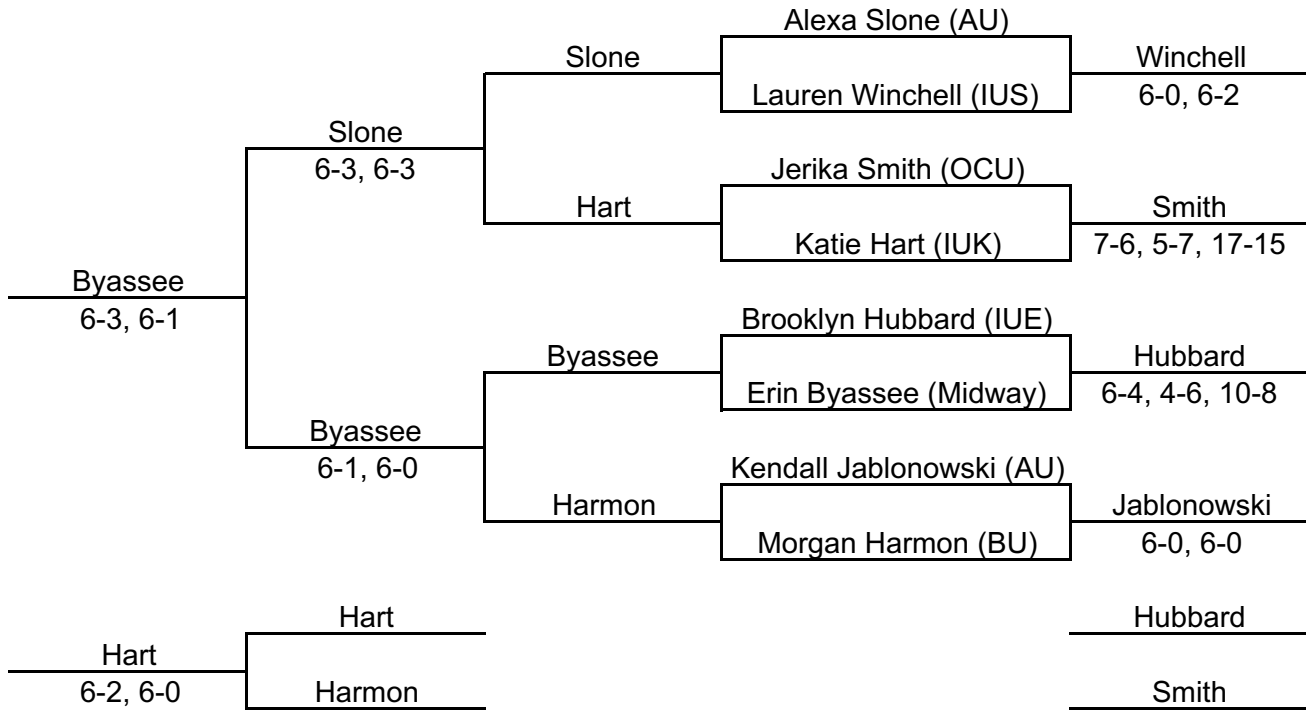 Alexa Slone (AU)
Slone
Winchell
Lauren Winchell (IUS)
6-0, 6-2
Slone
6-3, 6-3
Jerika Smith (OCU)
Hart
Smith
Katie Hart (IUK)
7-6, 5-7, 17-15
Byassee
6-3, 6-1
Brooklyn Hubbard (IUE)
Byassee
Hubbard
Erin Byassee (Midway)
6-4, 4-6, 10-8
Byassee
6-1, 6-0
Kendall Jablonowski (AU)
Harmon
Jablonowski
Morgan Harmon (BU)
6-0, 6-0
Hart
Hubbard
Hart
6-2, 6-0
Harmon
Smith